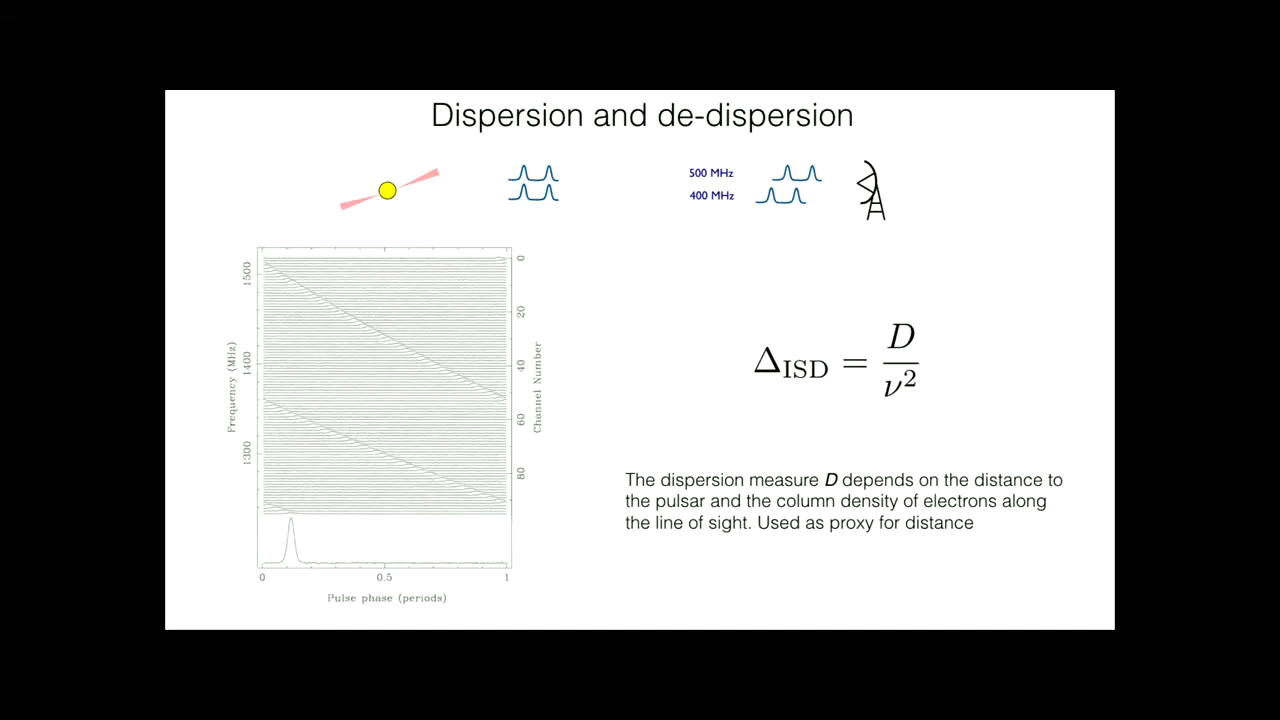 Dispersion and de-dispersion
500 MHz
400 MHz
1500
1400
1300
Frequency (MHz)
0
20
40
60
80
Channel Number
0 0.5 1
Pulse phase (periods)
Δ_ISD = D/ν²
The dispersion measure D depends on the distance to
the pulsar and the column density of electrons along
the line of sight. Used as proxy for distance